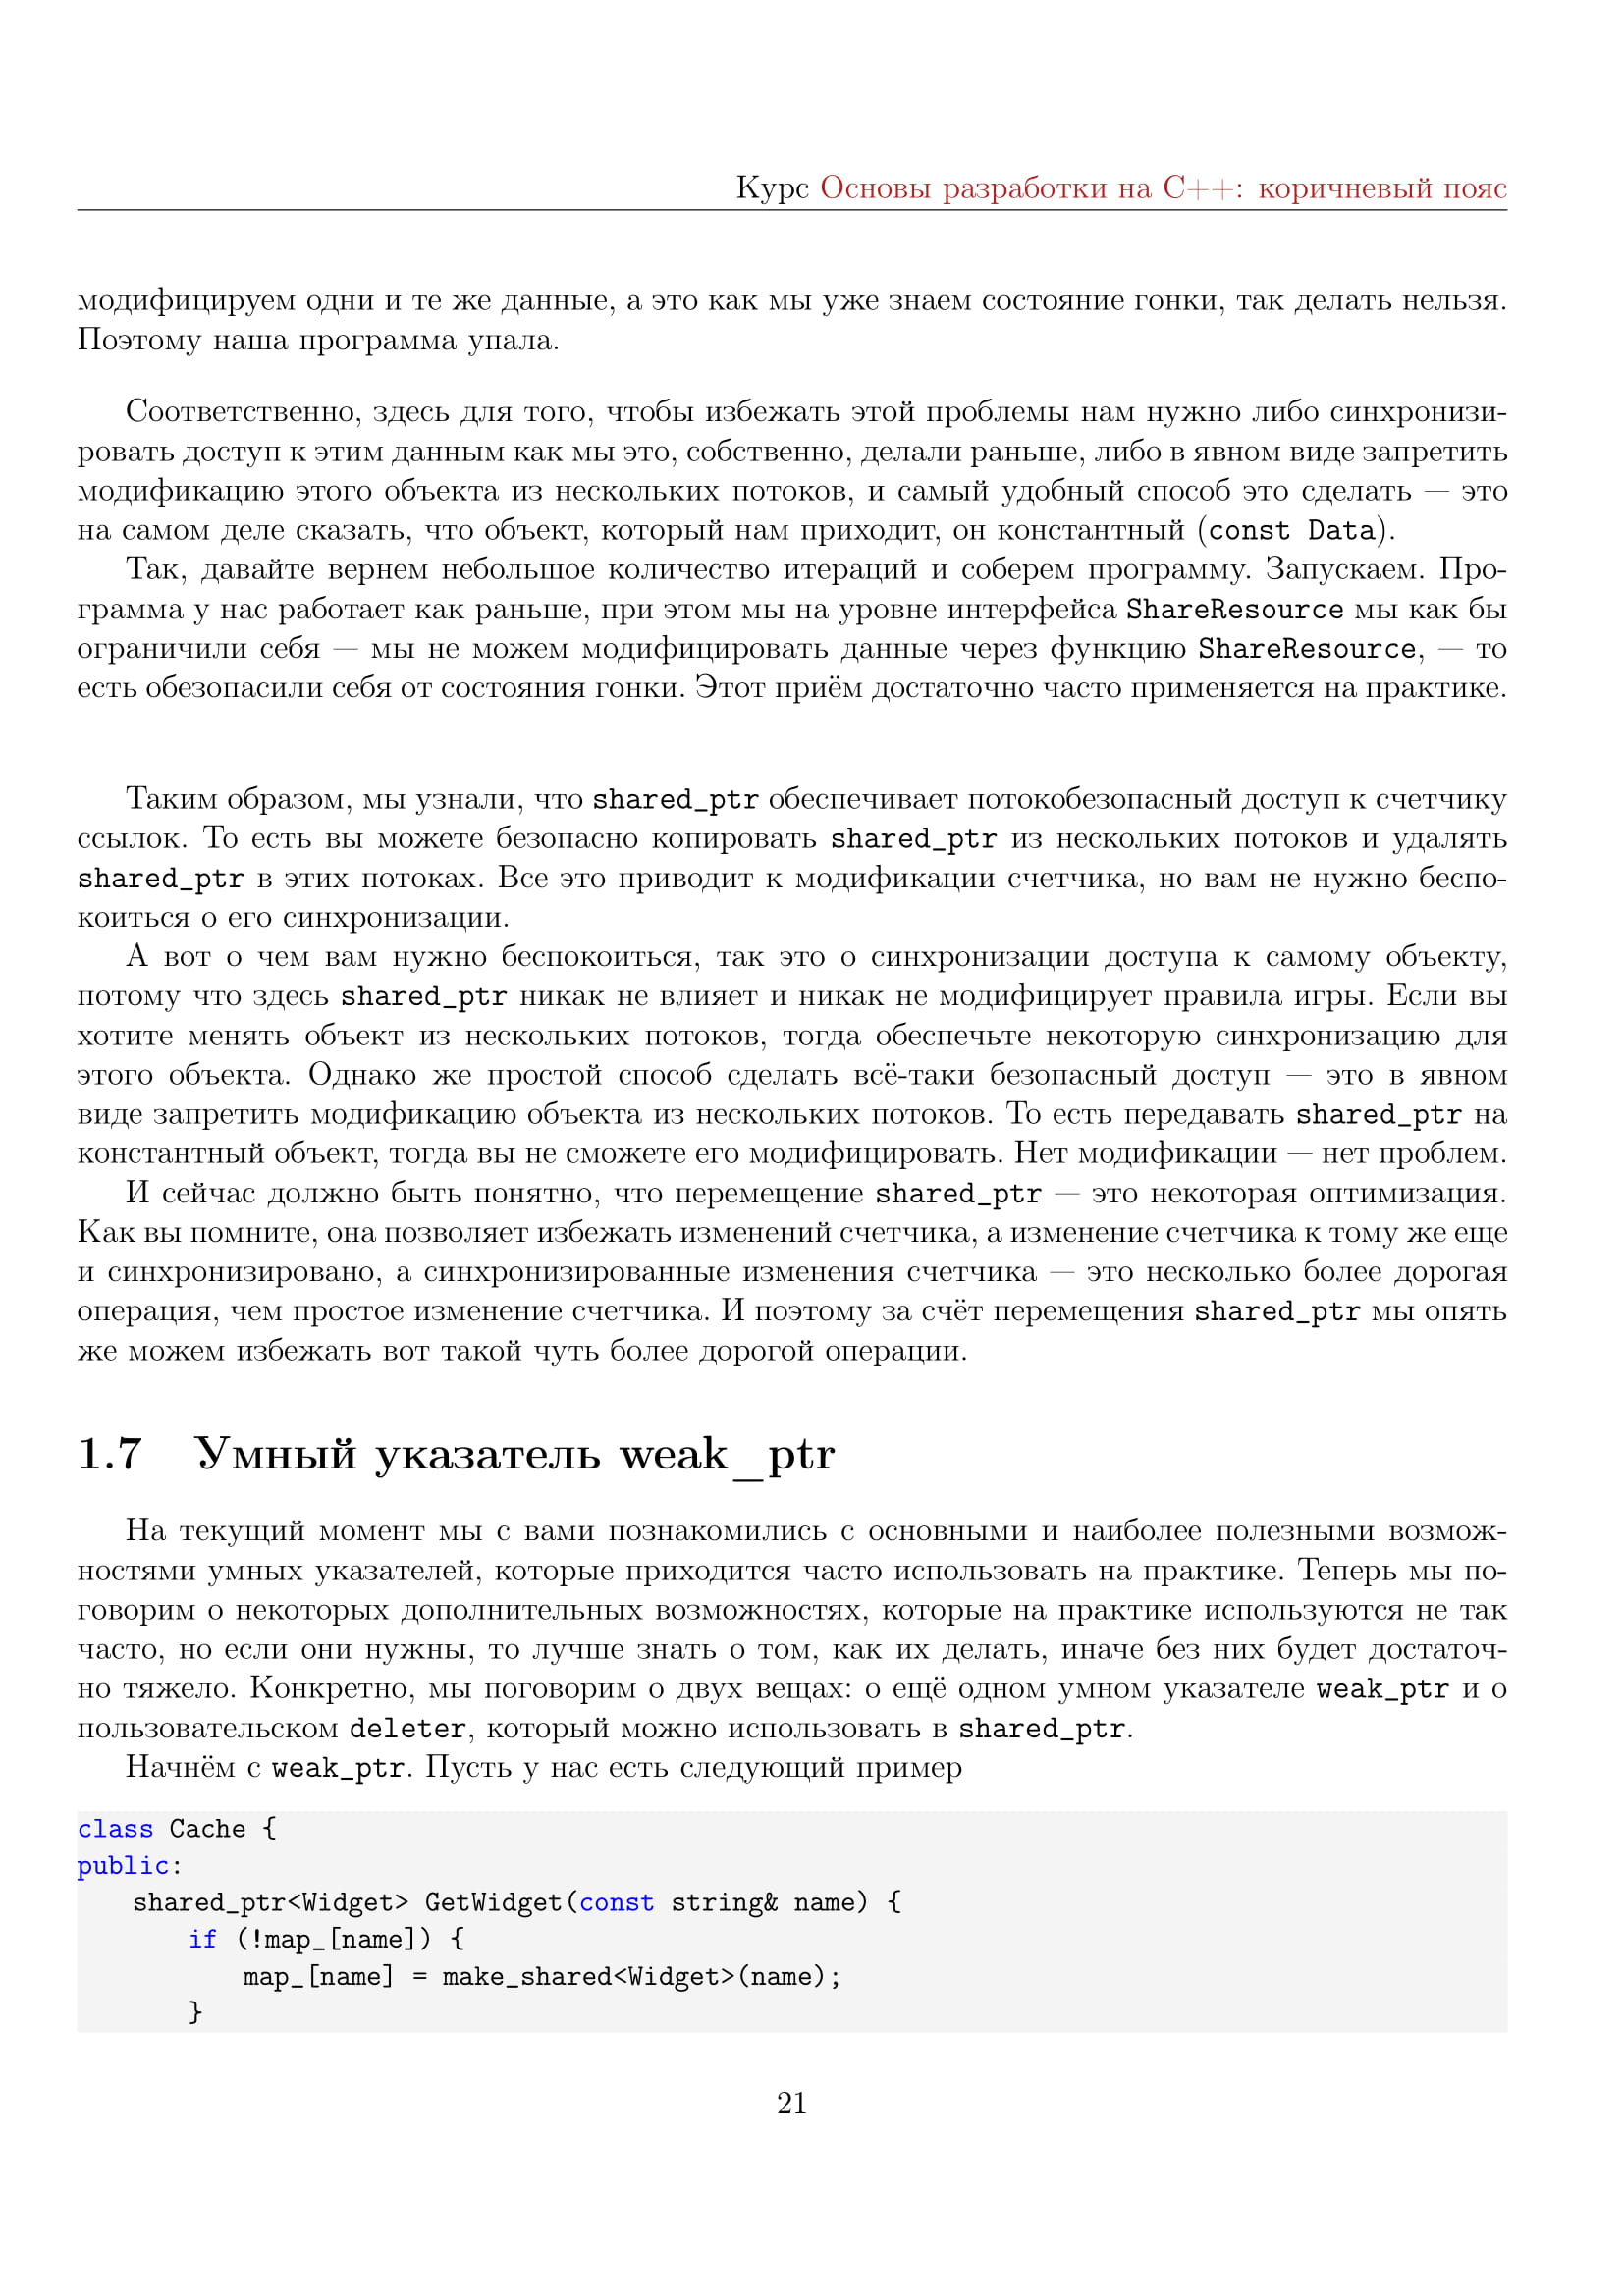 Курс Основы разработки на C++: коричневый пояс
модифицируем одни и те же данные, а это как мы уже знаем состояние гонки, так делать нельзя.
Поэтому наша программа упала.
Соответственно, здесь для того, чтобы избежать этой проблемы нам нужно либо синхронизи-
ровать доступ к этим данным как мы это, собственно, делали раньше, либо в явном виде запретить
модификацию этого объекта из нескольких потоков, и самый удобный способ это сделать — это
на самом деле сказать, что объект, который нам приходит, он константный (const Data).
Так, давайте вернем небольшое количество итераций и соберем программу. Запускаем. Про-
грамма у нас работает как раньше, при этом мы на уровне интерфейса ShareResource мы как бы
ограничили себя — мы не можем модифицировать данные через функцию ShareResource, — то
есть обезопасили себя от состояния гонки. Этот приём достаточно часто применяется на практике.
Таким образом, мы узнали, что shared_ptr обеспечивает потокобезопасный доступ к счетчику
ссылок. То есть вы можете безопасно копировать shared_ptr из нескольких потоков и удалять
shared_ptr в этих потоках. Все это приводит к модификации счетчика, но вам не нужно беспо-
коиться о его синхронизации.
А вот о чем вам нужно беспокоиться, так это о синхронизации доступа к самому объекту,
потому что здесь shared_ptr никак не влияет и никак не модифицирует правила игры. Если вы
хотите менять объект из нескольких потоков, тогда обеспечьте некоторую синхронизацию для
этого объекта. Однако же простой способ сделать всё-таки безопасный доступ — это в явном
виде запретить модификацию объекта из нескольких потоков. То есть передавать shared_ptr на
константный объект, тогда вы не сможете его модифицировать. Нет модификации — нет проблем.
И сейчас должно быть понятно, что перемещение shared_ptr — это некоторая оптимизация.
Как вы помните, она позволяет избежать изменений счетчика, а изменение счетчика к тому же еще
и синхронизировано, а синхронизированные изменения счетчика — это несколько более дорогая
операция, чем простое изменение счетчика. И поэтому за счёт перемещения shared_ptr мы опять
же можем избежать вот такой чуть более дорогой операции.
1.7 Умный указатель weak_ptr
На текущий момент мы с вами познакомились с основными и наиболее полезными возмож-
ностями умных указателей, которые приходится часто использовать на практике. Теперь мы по-
говорим о некоторых дополнительных возможностях, которые на практике используются не так
часто, но если они нужны, то лучше знать о том, как их делать, иначе без них будет достаточ-
но тяжело. Конкретно, мы поговорим о двух вещах: о ещё одном умном указателе weak_ptr и о
пользовательском deleter, который можно использовать в shared_ptr.
Начнём с weak_ptr. Пусть у нас есть следующий пример
class Cache {
public:
shared_ptr<Widget> GetWidget(const string& name) {
if (!map_[name]) {
map_[name] = make_shared<Widget>(name);
}
21